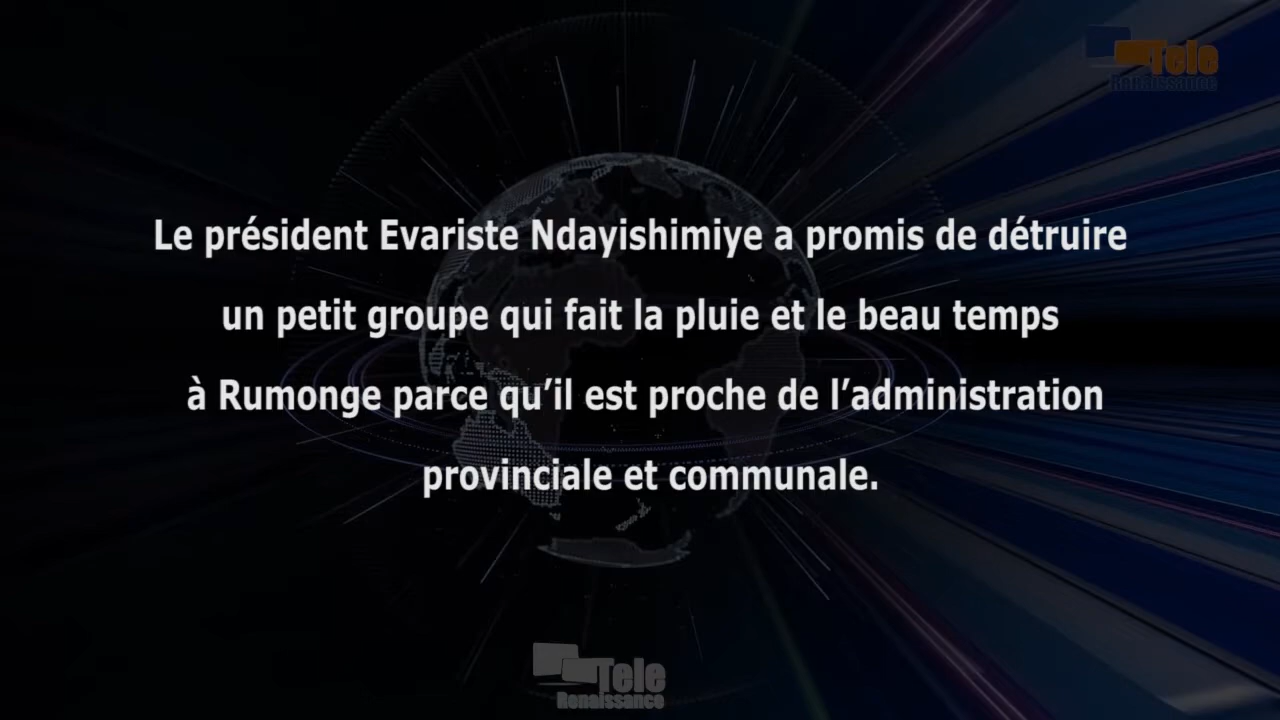 Tele
Renaissance
Le président Evariste Ndayishimiye a promis de détruire
un petit groupe qui fait la pluie et le beau temps
à Rumonge parce qu’il est proche de l’administration
provinciale et communale.
Tele
Renaissance